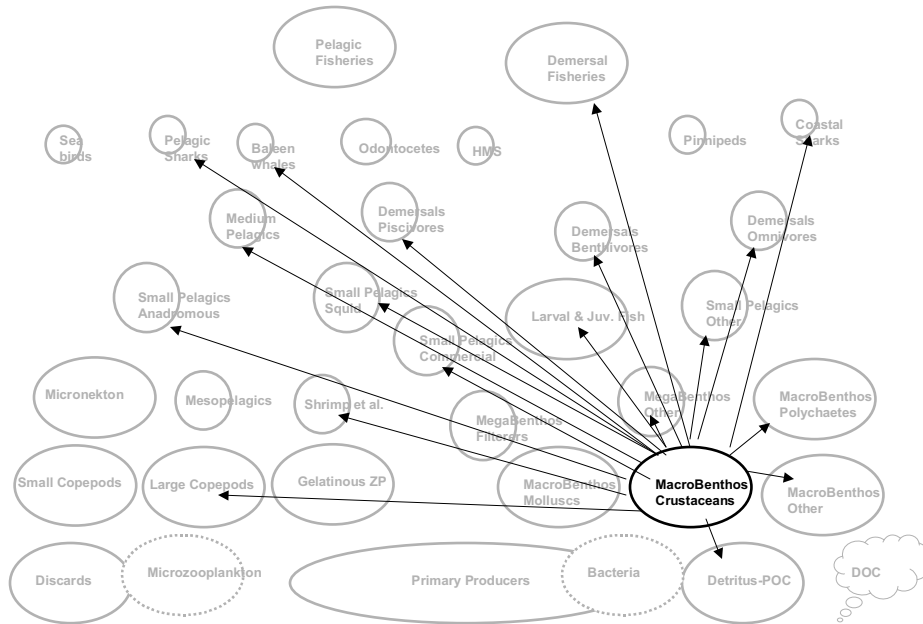 Pelagic
Fisheries
Demersal
Fisheries
Sea
birds
Pelagic
Sharks
Baleen
whales
Odontocetes
HMS
Pinnipeds
Coastal
Sharks
Medium
Pelagics
Demersals
Piscivores
Demersals
Benthivores
Demersals
Omnivores
Small Pelagics
Anadromous
Small Pelagics
Squid
Small Pelagics
Commercial
Larval & Juv. Fish
Small Pelagics
Other
Micronekton
Mesopelagics
Shrimp et al.
MegaBenthos
Filterers
MegaBenthos
Other
MacroBenthos
Polychaetes
Small Copepods
Large Copepods
Gelatinous ZP
MacroBenthos
Molluscs
MacroBenthos
Crustaceans
MacroBenthos
Other
Discards
Microzooplankton
Primary Producers
Bacteria
Detritus-POC
DOC